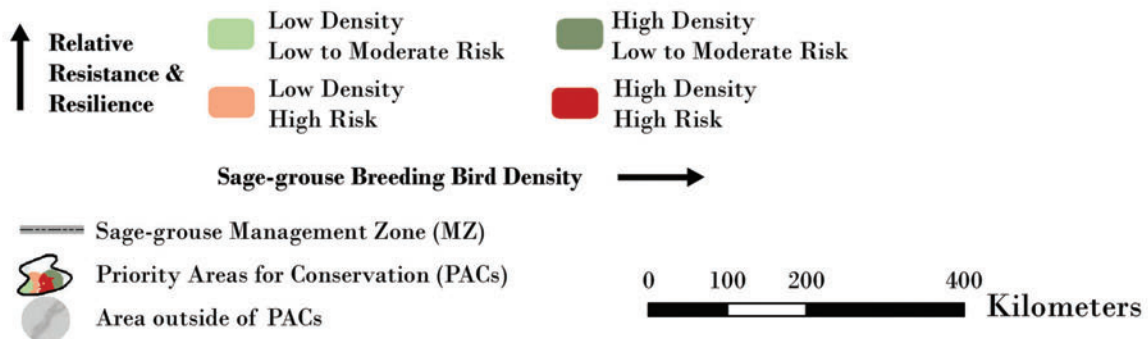 Relative
Resistance &
Resilience
Low Density
Low to Moderate Risk
High Density
Low to Moderate Risk
Low Density
High Risk
High Density
High Risk
Sage-grouse Breeding Bird Density
Sage-grouse Management Zone (MZ)
Priority Areas for Conservation (PACs)
Area outside of PACs
0 100 200 400
Kilometers